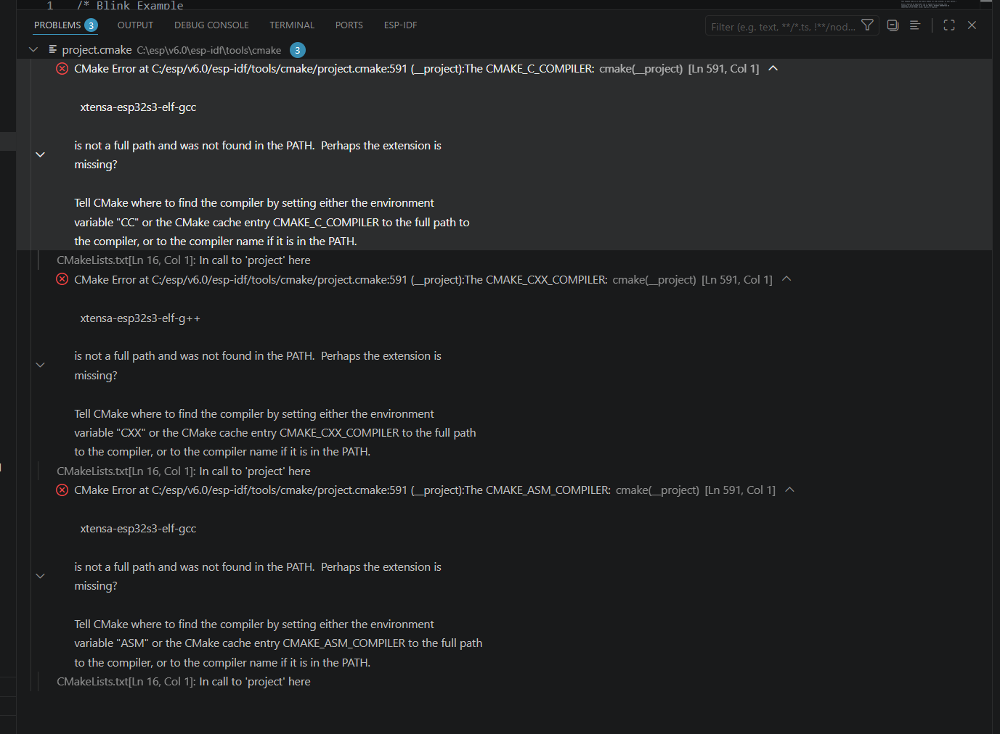 1 /* Blink Example
PROBLEMS 3 OUTPUT DEBUG CONSOLE TERMINAL PORTS ESP-IDF Filter (e.g. text, **/*.ts, !**/nod...
project.cmake C:\esp\v6.0\esp-idf\tools\cmake 3
CMake Error at C:/esp/v6.0/esp-idf/tools/cmake/project.cmake:591 (__project):The CMAKE_C_COMPILER: cmake(__project) [Ln 591, Col 1]
xtensa-esp32s3-elf-gcc
is not a full path and was not found in the PATH. Perhaps the extension is
missing?
Tell CMake where to find the compiler by setting either the environment
variable "CC" or the CMake cache entry CMAKE_C_COMPILER to the full path to
the compiler, or to the compiler name if it is in the PATH.
CMakeLists.txt[Ln 16, Col 1]: In call to 'project' here
CMake Error at C:/esp/v6.0/esp-idf/tools/cmake/project.cmake:591 (__project):The CMAKE_CXX_COMPILER: cmake(__project) [Ln 591, Col 1]
xtensa-esp32s3-elf-g++
is not a full path and was not found in the PATH. Perhaps the extension is
missing?
Tell CMake where to find the compiler by setting either the environment
variable "CXX" or the CMake cache entry CMAKE_CXX_COMPILER to the full path
to the compiler, or to the compiler name if it is in the PATH.
CMakeLists.txt[Ln 16, Col 1]: In call to 'project' here
CMake Error at C:/esp/v6.0/esp-idf/tools/cmake/project.cmake:591 (__project):The CMAKE_ASM_COMPILER: cmake(__project) [Ln 591, Col 1]
xtensa-esp32s3-elf-gcc
is not a full path and was not found in the PATH. Perhaps the extension is
missing?
Tell CMake where to find the compiler by setting either the environment
variable "ASM" or the CMake cache entry CMAKE_ASM_COMPILER to the full path
to the compiler, or to the compiler name if it is in the PATH.
CMakeLists.txt[Ln 16, Col 1]: In call to 'project' here